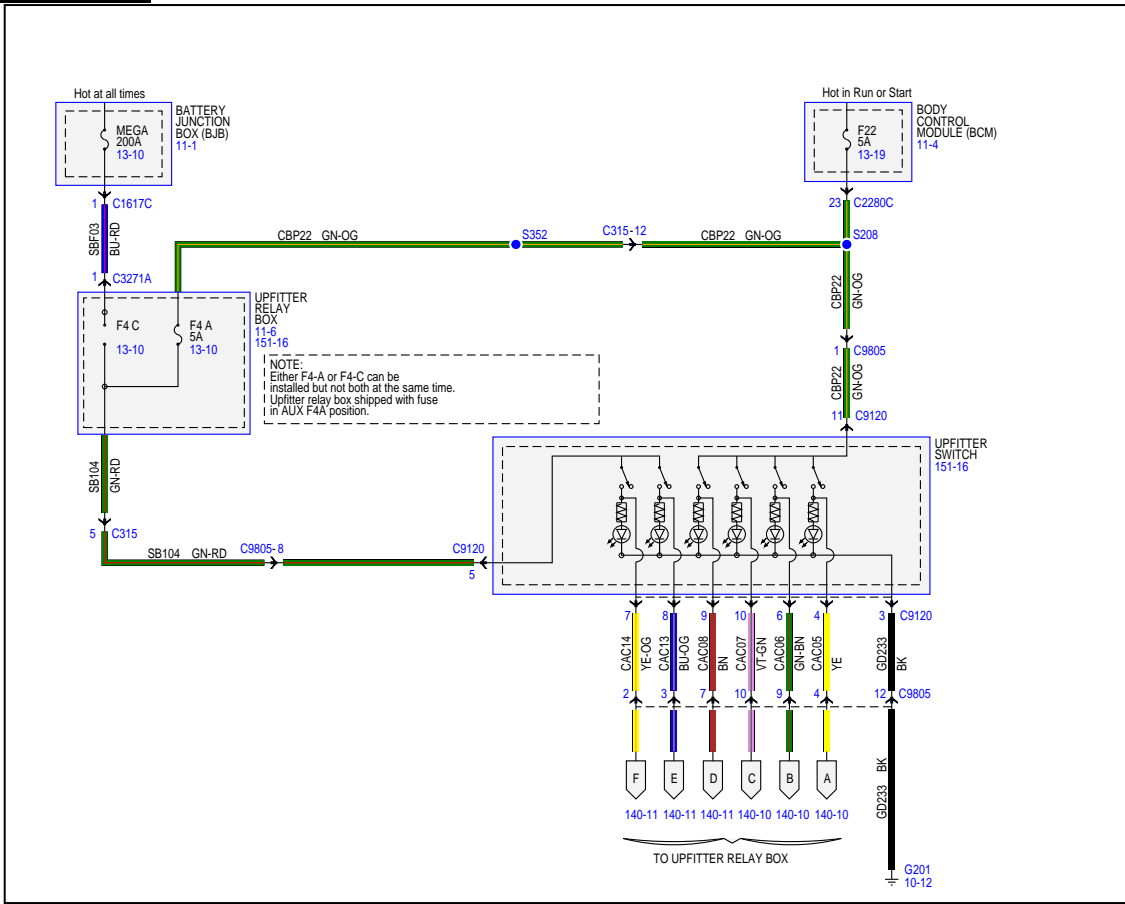 Hot at all times
BATTERY
JUNCTION
BOX (BJB)
11-1
MEGA
200A
13-10
1 C1617C
SBF03
BU-RD
1 C3271A
Hot in Run or Start
BODY
CONTROL
MODULE (BCM)
11-4
F22
5A
13-19
23 C2280C
CBP22 GN-OG
S352
C315-12
CBP22 GN-OG
S208
CBP22
GN-OG
1 C9805
CBP22
GN-OG
11 C9120
UPFITTER
RELAY
BOX
11-6
151-16
F4 C
13-10
F4 A
5A
13-10
NOTE:
Either F4-A or F4-C can be
installed but not both at the same time.
Upfitter relay box shipped with fuse
in AUX F4A position.
SB104
GN-RD
5 C315
SB104 GN-RD
C9805-8
C9120
5
UPFITTER
SWITCH
151-16
7 8 9 10 6 4 3 C9120
CAC14
YE-OG
CAC13
BU-OG
CAC08
BN
CAC07
VT-GN
CAC06
GN-BN
CAC05
YE
GD233
BK
2 3 7 10 9 4 12 C9805
F E D C B A
140-11 140-11 140-11 140-10 140-10 140-10
TO UPFITTER RELAY BOX
GD233 BK
G201
10-12